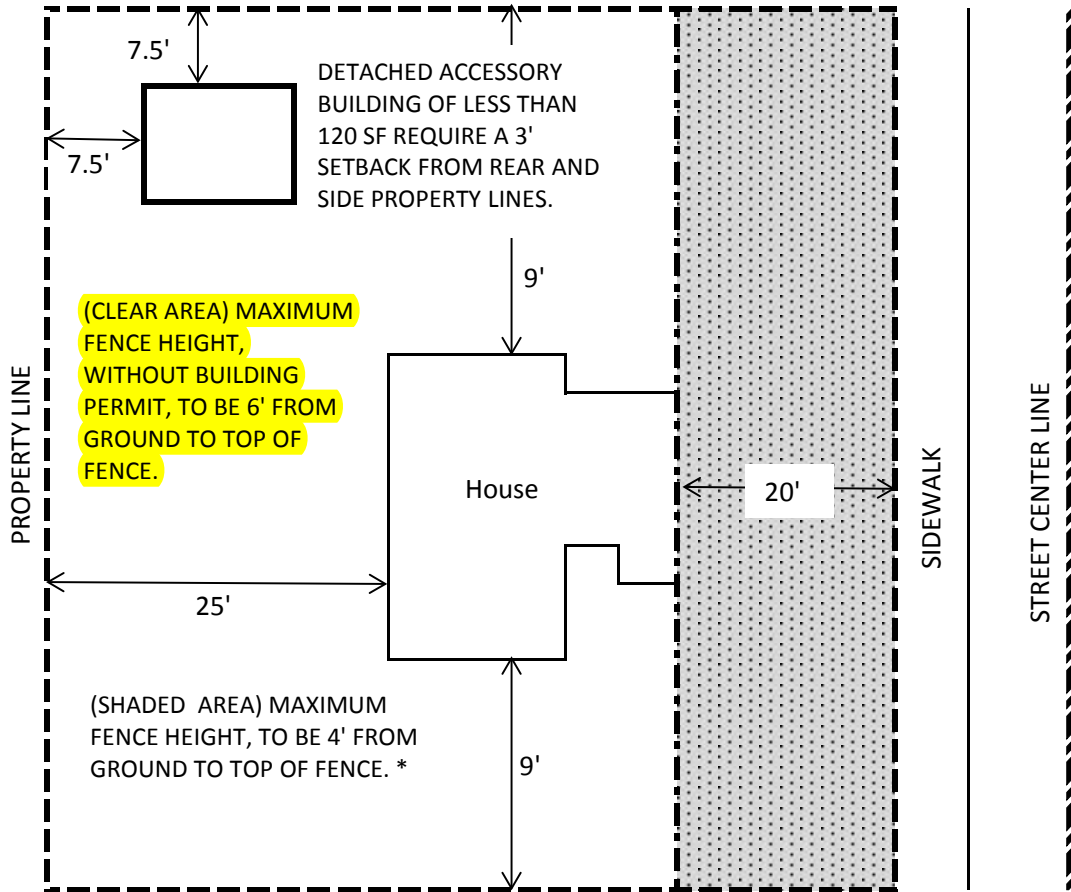 7.5'
7.5'
DETACHED ACCESSORY
BUILDING OF LESS THAN
120 SF REQUIRE A 3'
SETBACK FROM REAR AND
SIDE PROPERTY LINES.
9'
(CLEAR AREA) MAXIMUM
FENCE HEIGHT,
WITHOUT BUILDING
PERMIT, TO BE 6' FROM
GROUND TO TOP OF
FENCE.
PROPERTY LINE
House
20'
SIDEWALK
STREET CENTER LINE
25'
(SHADED AREA) MAXIMUM
FENCE HEIGHT, TO BE 4' FROM
GROUND TO TOP OF FENCE. *
9'